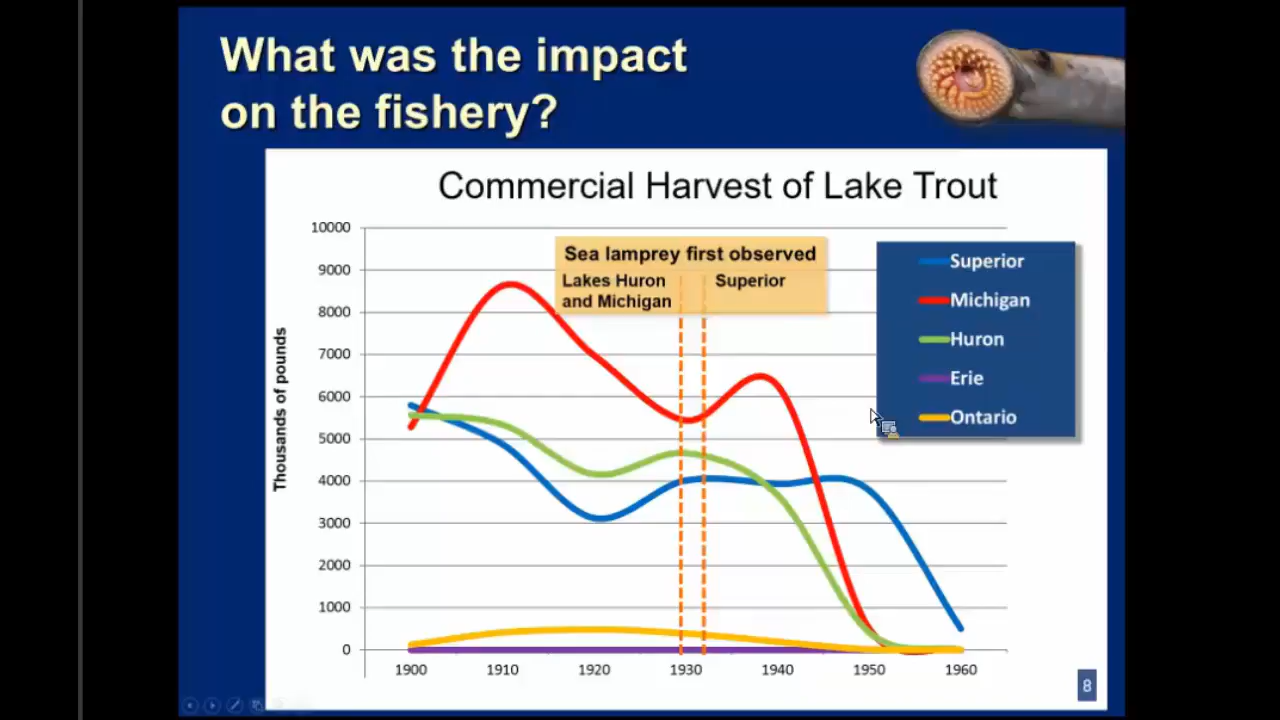 What was the impact
on the fishery?
Commercial Harvest of Lake Trout
Thousands of pounds
10000
9000
8000
7000
6000
5000
4000
3000
2000
1000
0
Sea lamprey first observed
Lakes Huron
and Michigan
Superior
Superior
Michigan
Huron
Erie
Ontario
1900 1910 1920 1930 1940 1950 1960
8